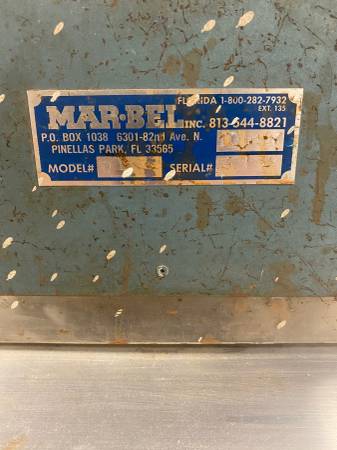 FLORIDA 1-800-282-7932
EXT. 135
MAR-BEL INC. 813-544-8821
P.O. BOX 1038 6301-82nd Ave. N.
PINELLAS PARK, FL 33565
MODEL# SERIAL#